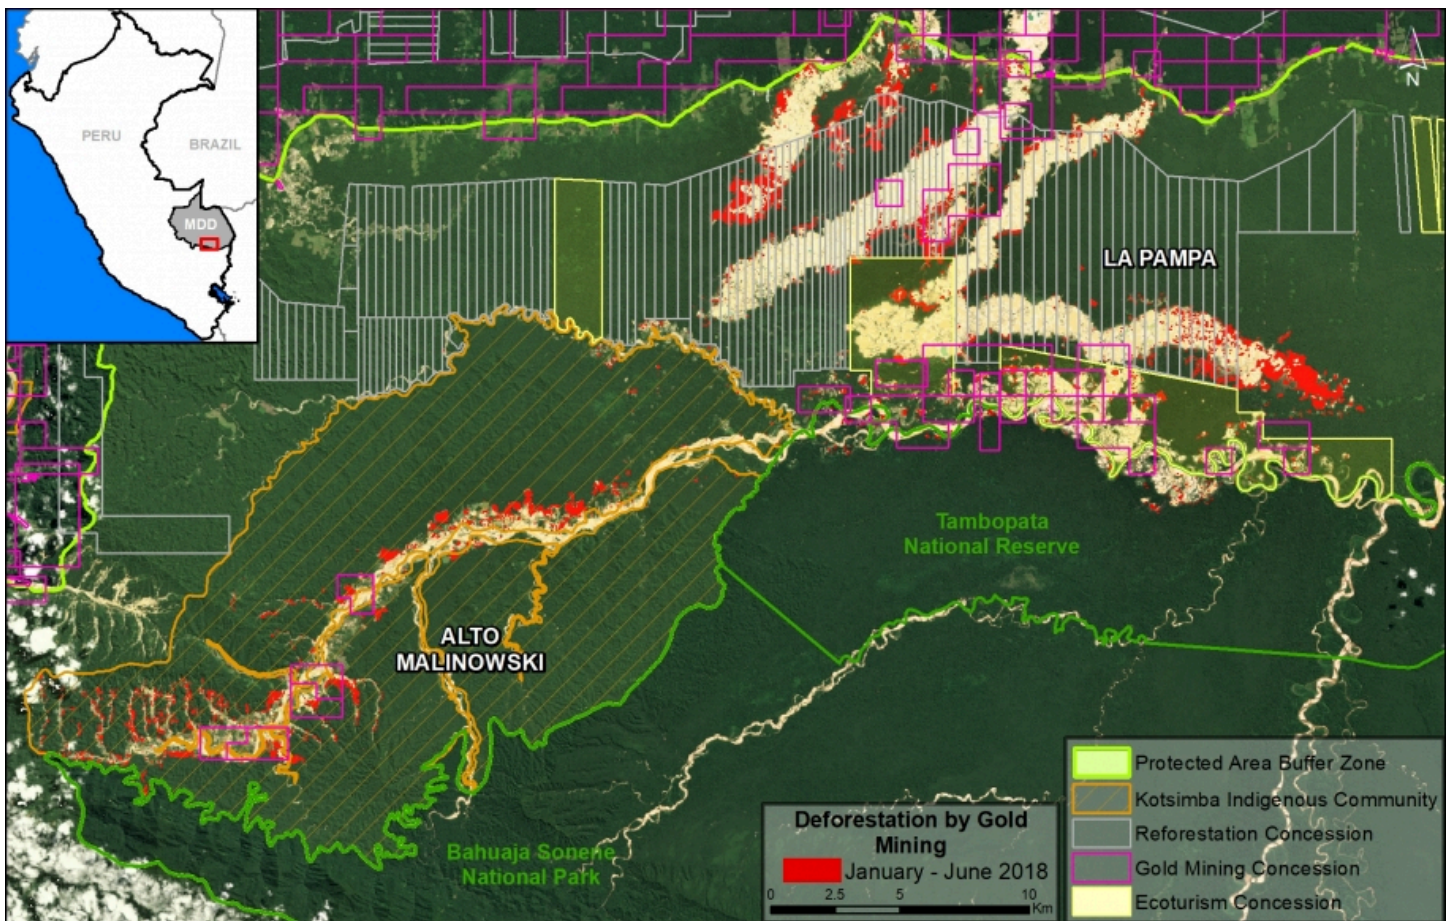 PERU
BRAZIL
MDD
N
LA PAMPA
Tambopata
National Reserve
ALTO
MALINOWSKI
Bahuaja Sonene
National Park
Deforestation by Gold
Mining
January - June 2018
0 2.5 5 10
Km
Protected Area Buffer Zone
Kotsimba Indigenous Community
Reforestation Concession
Gold Mining Concession
Ecoturism Concession